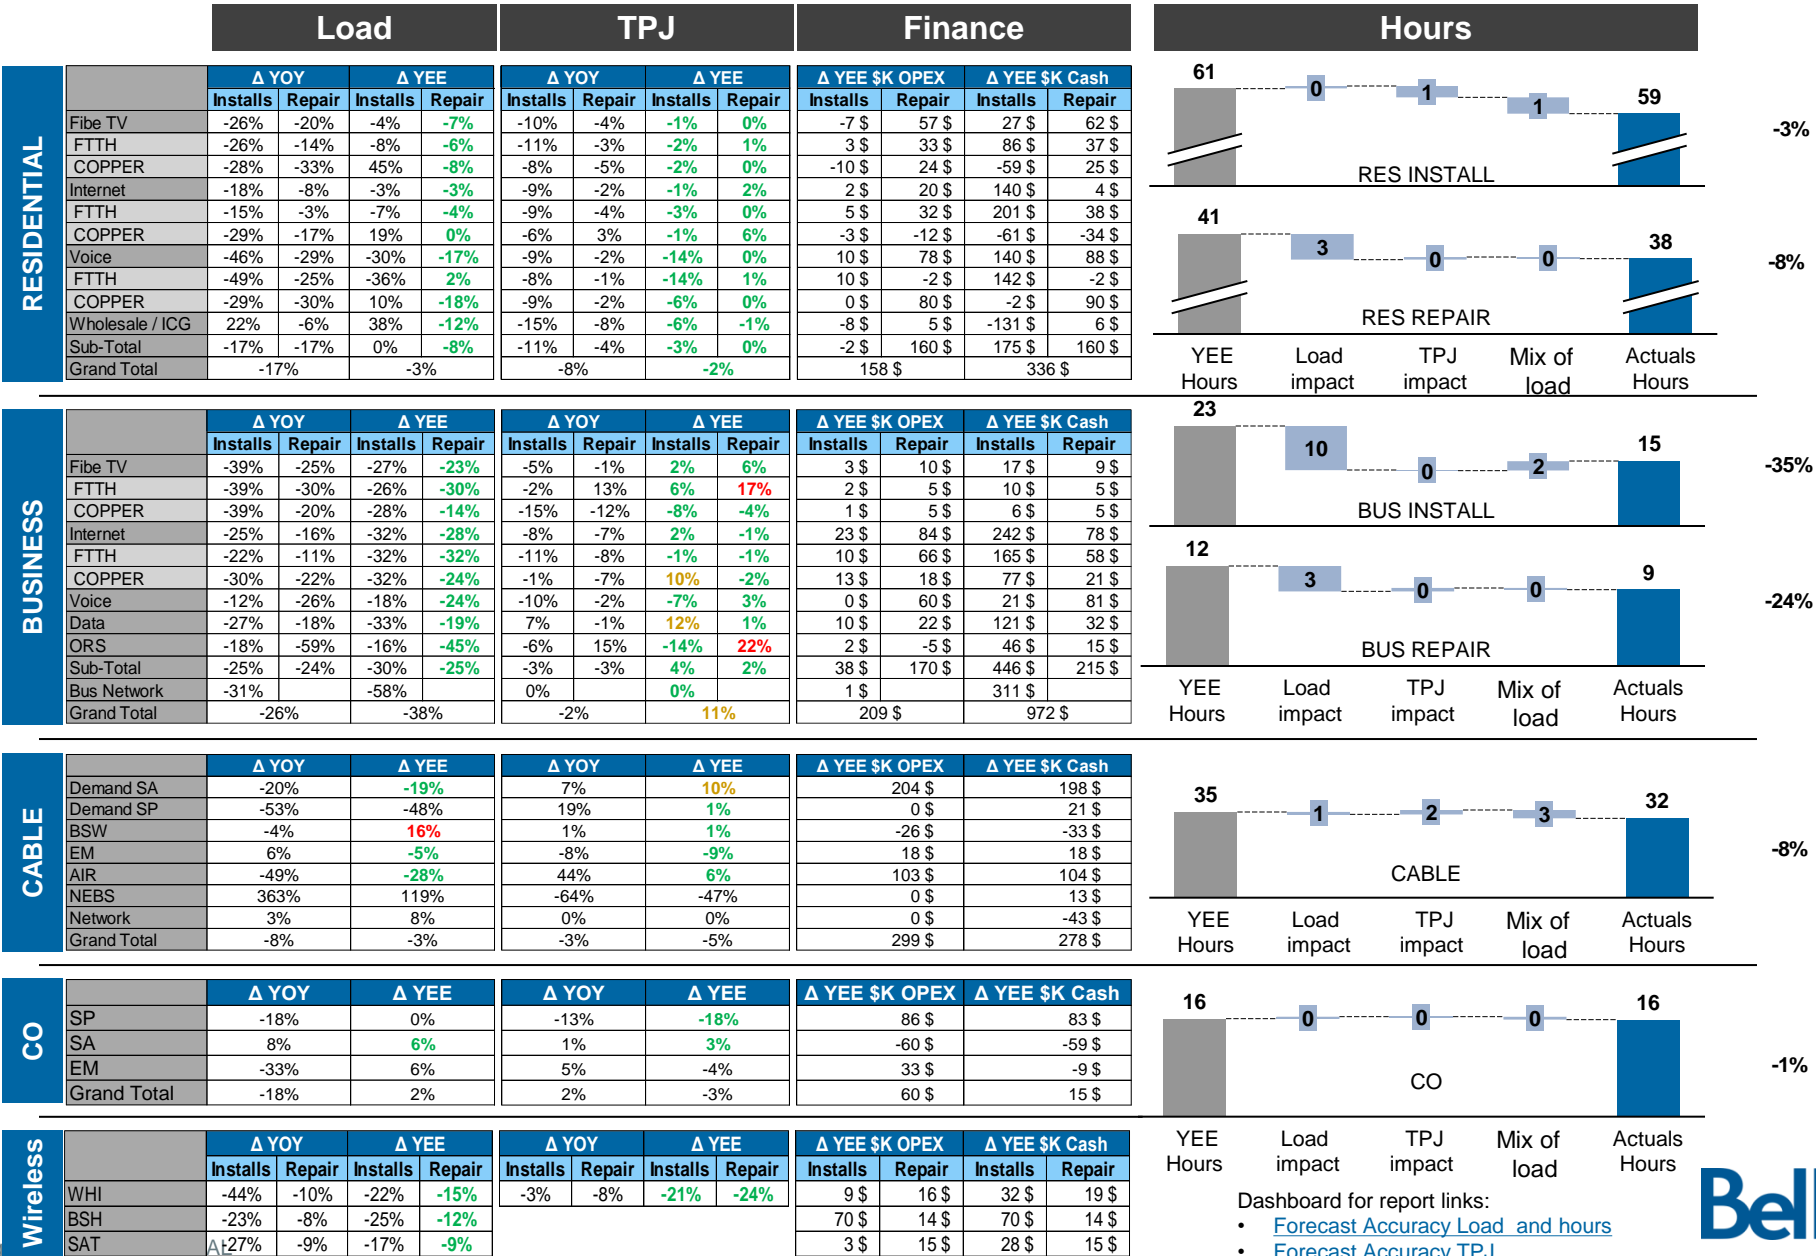 Load TPJ Finance Hours
RESIDENTIAL
Δ YOY Δ YEE Δ YOY Δ YEE Δ YEE $K OPEX Δ YEE $K Cash
Installs Repair Installs Repair Installs Repair Installs Repair Installs Repair Installs Repair
Fibe TV -26% -20% -4% -7% -10% -4% -1% 0% -7 $ 57 $ 27 $ 62 $
FTTH -26% -14% -8% -6% -11% -3% -2% 1% 3 $ 33 $ 86 $ 37 $
COPPER -28% -33% 45% -8% -8% -5% -2% 0% -10 $ 24 $ -59 $ 25 $
Internet -18% -8% -3% -3% -9% -2% -1% 2% 2 $ 20 $ 140 $ 4 $
FTTH -15% -3% -7% -4% -9% -4% -3% 0% 5 $ 32 $ 201 $ 38 $
COPPER -29% -17% 19% 0% -6% 3% -1% 6% -3 $ -12 $ -61 $ -34 $
Voice -46% -29% -30% -17% -9% -2% -14% 0% 10 $ 78 $ 140 $ 88 $
FTTH -49% -25% -36% 2% -8% -1% -14% 1% 10 $ -2 $ 142 $ -2 $
COPPER -29% -30% 10% -18% -9% -2% -6% 0% 0 $ 80 $ -2 $ 90 $
Wholesale / ICG 22% -6% 38% -12% -15% -8% -6% -1% -8 $ 5 $ -131 $ 6 $
Sub-Total -17% -17% 0% -8% -11% -4% -3% 0% -2 $ 160 $ 175 $ 160 $
Grand Total -17% -3% -8% -2% 158 $ 336 $
61 0 1 1 59
-3%
RES INSTALL
41 3 0 0 38
-8%
RES REPAIR
YEE Load TPJ Mix of Actuals
Hours impact impact load Hours
BUSINESS
Δ YOY Δ YEE Δ YOY Δ YEE Δ YEE $K OPEX Δ YEE $K Cash
Installs Repair Installs Repair Installs Repair Installs Repair Installs Repair Installs Repair
Fibe TV -39% -25% -27% -23% -5% -1% 2% 6% 3 $ 10 $ 17 $ 9 $
FTTH -39% -30% -26% -30% -2% 13% 6% 17% 2 $ 5 $ 10 $ 5 $
COPPER -39% -20% -28% -14% -15% -12% -8% -4% 1 $ 5 $ 6 $ 5 $
Internet -25% -16% -32% -28% -8% -7% 2% -1% 23 $ 84 $ 242 $ 78 $
FTTH -22% -11% -32% -32% -11% -8% -1% -1% 10 $ 66 $ 165 $ 58 $
COPPER -30% -22% -32% -24% -1% -7% 10% -2% 13 $ 18 $ 77 $ 21 $
Voice -12% -26% -18% -24% -10% -2% -7% 3% 0 $ 60 $ 21 $ 81 $
Data -27% -18% -33% -19% 7% -1% 12% 1% 10 $ 22 $ 121 $ 32 $
ORS -18% -59% -16% -45% -6% 15% -14% 22% 2 $ -5 $ 46 $ 15 $
Sub-Total -25% -24% -30% -25% -3% -3% 4% 2% 38 $ 170 $ 446 $ 215 $
Bus Network -31% -58% 0% 0% 1 $ 311 $
Grand Total -26% -38% -2% 11% 209 $ 972 $
23 10 0 2 15
-35%
BUS INSTALL
12 3 0 0 9
-24%
BUS REPAIR
YEE Load TPJ Mix of Actuals
Hours impact impact load Hours
CABLE
Δ YOY Δ YEE Δ YOY Δ YEE Δ YEE $K OPEX Δ YEE $K Cash
Demand SA -20% -19% 7% 10% 204 $ 198 $
Demand SP -53% -48% 19% 1% 0 $ 21 $
BSW -4% 16% 1% 1% -26 $ -33 $
EM 6% -5% -8% -9% 18 $ 18 $
AIR -49% -28% 44% 6% 103 $ 104 $
NEBS 363% 119% -64% -47% 0 $ 13 $
Network 3% 8% 0% 0% 0 $ -43 $
Grand Total -8% -3% -3% -5% 299 $ 278 $
35 1 2 3 32
-8%
CABLE
YEE Load TPJ Mix of Actuals
Hours impact impact load Hours
CO
Δ YOY Δ YEE Δ YOY Δ YEE Δ YEE $K OPEX Δ YEE $K Cash
SP -18% 0% -13% -18% 86 $ 83 $
SA 8% 6% 1% 3% -60 $ -59 $
EM -33% 6% 5% -4% 33 $ -9 $
Grand Total -18% 2% 2% -3% 60 $ 15 $
16 0 0 0 16
-1%
CO
YEE Load TPJ Mix of Actuals
Hours impact impact load Hours
Wireless
Δ YOY Δ YEE Δ YOY Δ YEE Δ YEE $K OPEX Δ YEE $K Cash
Installs Repair Installs Repair Installs Repair Installs Repair Installs Repair Installs Repair
WHI -44% -10% -22% -15% -3% -8% -21% -24% 9 $ 16 $ 32 $ 19 $
BSH -23% -8% -25% -12% 70 $ 14 $ 70 $ 14 $
SAT -27% -9% -17% -9% 3 $ 15 $ 28 $ 15 $
Dashboard for report links:
• Forecast Accuracy Load and hours
• Forecast Accuracy TPJ
Bell